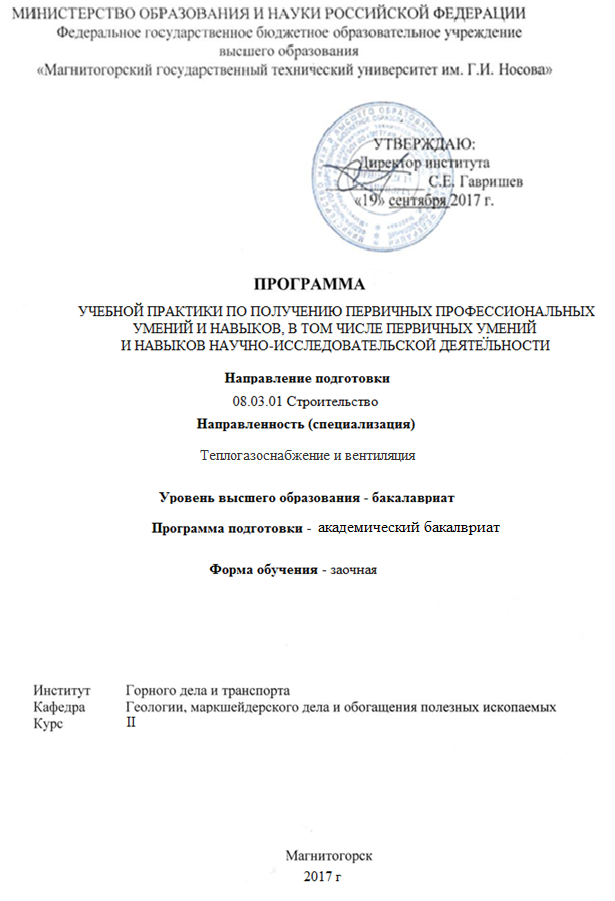 МИНИСТЕРСТВО ОБРАЗОВАНИЯ И НАУКИ РОССИЙСКОЙ ФЕДЕРАЦИИ
Федеральное государственное бюджетное образовательное учреждение
высшего образования
«Магнитогорский государственный технический университет им. Г.И. Носова»
УТВЕРЖДАЮ:
Директор института
С.Е. Гавришев
«19» сентября 2017 г.
ПРОГРАММА
УЧЕБНОЙ ПРАКТИКИ ПО ПОЛУЧЕНИЮ ПЕРВИЧНЫХ ПРОФЕССИОНАЛЬНЫХ
УМЕНИЙ И НАВЫКОВ, В ТОМ ЧИСЛЕ ПЕРВИЧНЫХ УМЕНИЙ
И НАВЫКОВ НАУЧНО-ИССЛЕДОВАТЕЛЬСКОЙ ДЕЯТЕЛЬНОСТИ
Направление подготовки
08.03.01 Строительство
Направленность (специализация)
Теплогазоснабжение и вентиляция
Уровень высшего образования - бакалавриат
Программа подготовки - академический бакалвриат
Форма обучения - заочная
Институт Горного дела и транспорта
Кафедра Геологии, маркшейдерского дела и обогащения полезных ископаемых
Курс II
Магнитогорск
2017 г